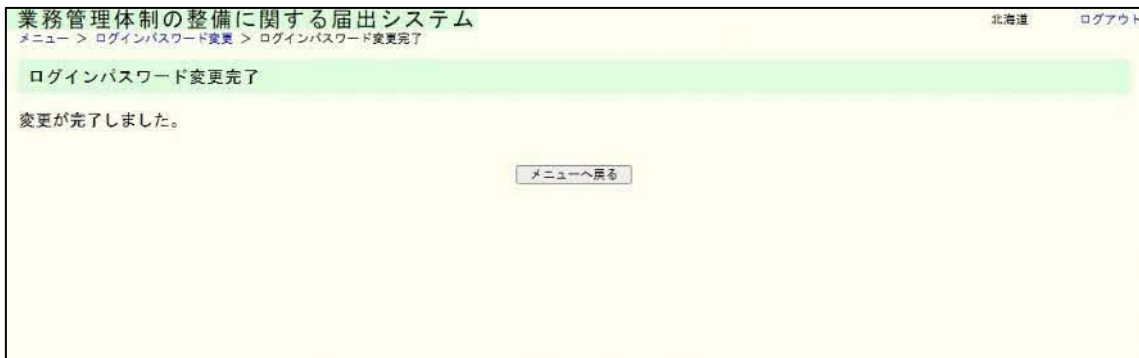 業務管理体制の整備に関する届出システム 北海道 ログアウト
メニュー > ログインパスワード変更 > ログインパスワード変更完了
ログインパスワード変更完了
変更が完了しました。
メニューへ戻る